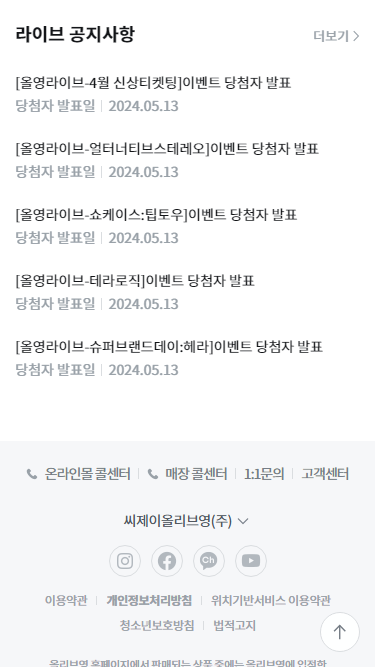 라이브 공지사항
더보기
[올영라이브-4월 신상티켓팅]이벤트 당첨자 발표
당첨자 발표일 2024.05.13
[올영라이브-얼터너티브스테레오]이벤트 당첨자 발표
당첨자 발표일 2024.05.13
[올영라이브-쇼케이스:팁토우]이벤트 당첨자 발표
당첨자 발표일 2024.05.13
[올영라이브-테라로직]이벤트 당첨자 발표
당첨자 발표일 2024.05.13
[올영라이브-슈퍼브랜드데이:헤라]이벤트 당첨자 발표
당첨자 발표일 2024.05.13
온라인몰 콜센터 매장 콜센터 1:1문의 고객센터
씨제이올리브영(주)
Ch
이용약관 개인정보처리방침 위치기반서비스 이용약관
청소년보호방침 법적고지
올리브영 홈페이지에서 판매되는 상품 중에는 올리브영에 입점한